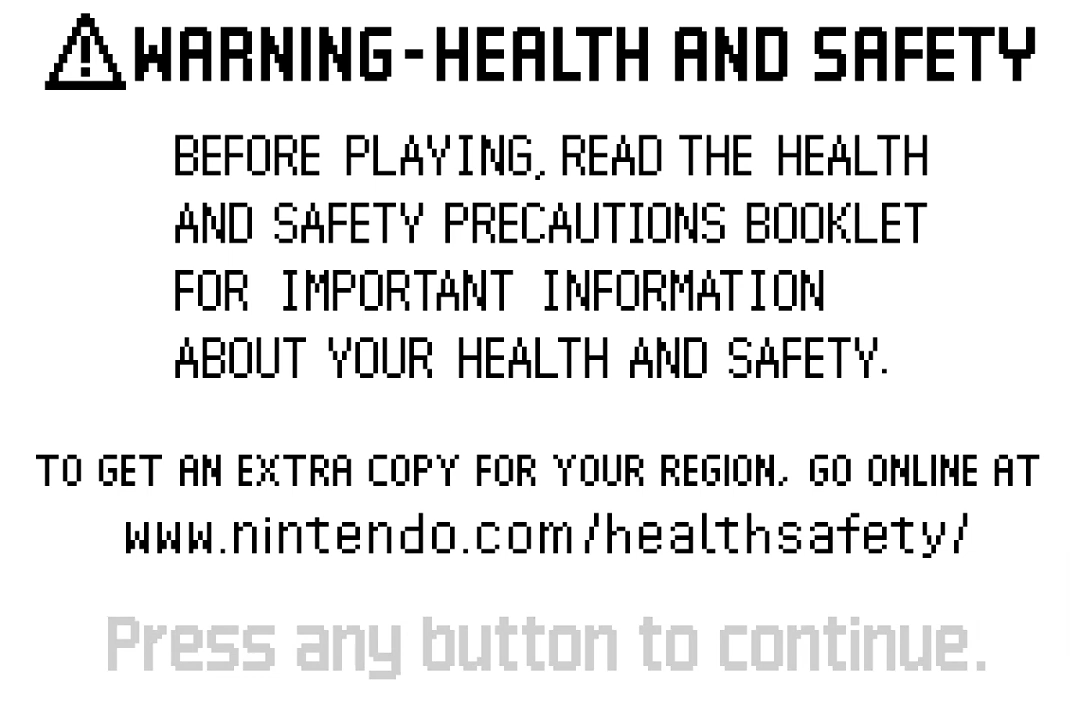 WARNING-HEALTH AND SAFETY
BEFORE PLAYING, READ THE HEALTH
AND SAFETY PRECAUTIONS BOOKLET
FOR IMPORTANT INFORMATION
ABOUT YOUR HEALTH AND SAFETY.
TO GET AN EXTRA COPY FOR YOUR REGION, GO ONLINE AT
www.nintendo.com/healthsafety/
Press any button to continue.